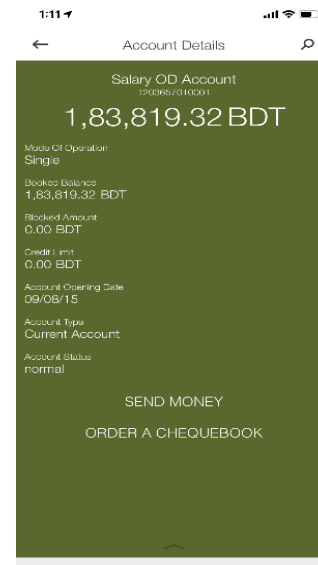 1:11
Account Details
Salary OD Account
1203657010001
1,83,819.32 BDT
Mode Of Operation
Single
Booked Balance
1,83,819.32 BDT
Blocked Amount
0.00 BDT
Credit Limit
0.00 BDT
Account Opening Date
09/08/15
Account Type
Current Account
Account Status
normal
SEND MONEY
ORDER A CHEQUEBOOK